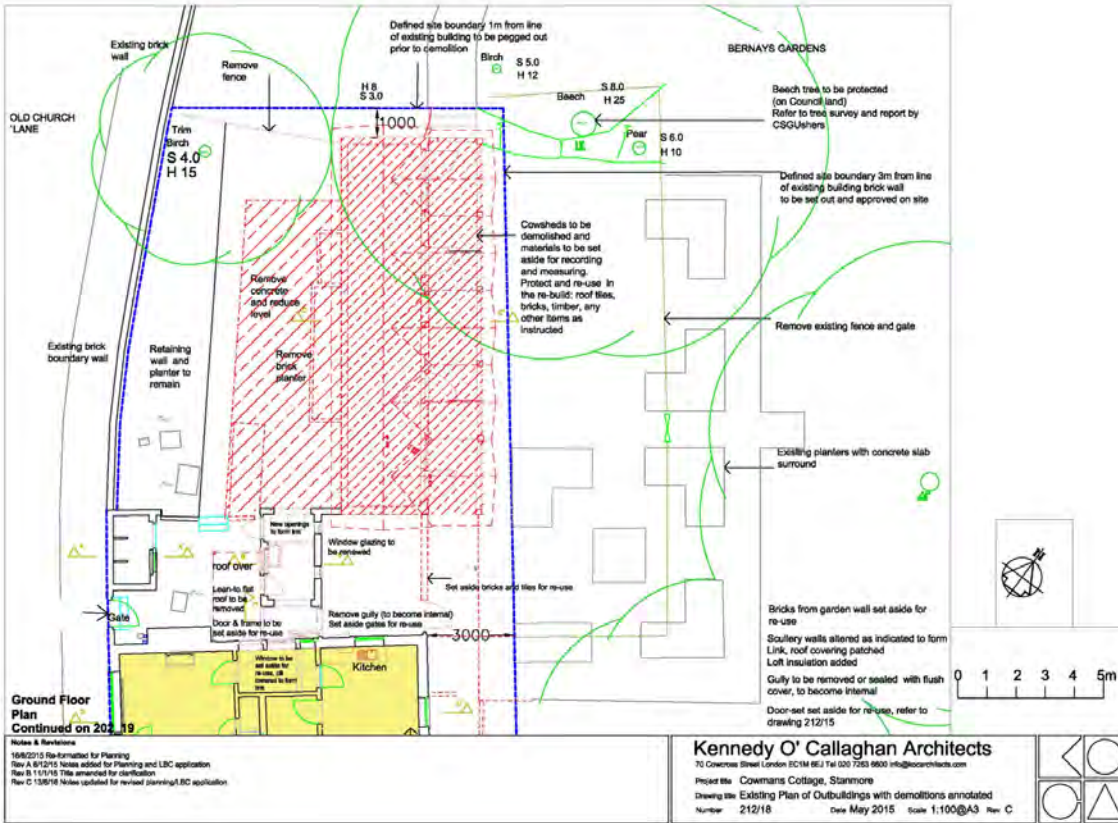 Defined site boundary 1m from line
of existing building to be pegged out
prior to demolition
Existing brick
wall
Remove
fence
Birch
S 5.0
H 12
BERNAYS GARDENS
H 8
S 3.0
Beech
S 8.0
H 25
Beech tree to be protected
(on Council land)
Refer to tree survey and report by
CSGUshers
OLD CHURCH
LANE
1000
Trim
Birch
S 4.0
H 15
Pear
S 6.0
H 10
Defined site boundary 3m from line
of existing building brick wall
to be set out and approved on site
Cowsheds to be
demolished and
materials to be set
aside for recording
and measuring.
Protect and re-use in
the re-build: roof tiles,
bricks, timber, any
other items as
instructed
Remove
concrete
and reduce
level
Remove existing fence and gate
Existing brick
boundary wall
Retaining
wall and
planter to
remain
Remove
brick
planter
Existing planters with concrete slab
surround
New openings
to form link
Window glazing to
be renewed
roof over
Lean-to flat
roof to be
removed
Set aside bricks and tiles for re-use
Gate
Door & frame to be
set aside for re-use
Remove gully (to become internal)
Set aside gates for re-use
3000
Window to be
set aside for
re-use, cill
lowered to form
link
Kitchen
Bricks from garden wall set aside for
re-use
Scullery walls altered as indicated to form
Link, roof covering patched
Loft insulation added
Gully to be removed or sealed with flush
cover, to become internal
Door-set set aside for re-use, refer to
drawing 212/15
N
0 1 2 3 4 5m
Ground Floor
Plan
Continued on 202_19
Notes & Revisions
16/6/2015 Re-formatted for Planning
Rev A 8/12/15 Notes added for Planning and LBC application
Rev B 11/1/16 Title amended for clarification
Rev C 13/6/16 Notes updated for revised planning/LBC application
Kennedy O' Callaghan Architects
70 Cowcross Street London EC1M 6EJ Tel 020 7253 6600 info@kocarchitects.com
Project title Cowmans Cottage, Stanmore
Drawing title Existing Plan of Outbuildings with demolitions annotated
Number 212/18 Date May 2015 Scale 1:100@A3 Rev C